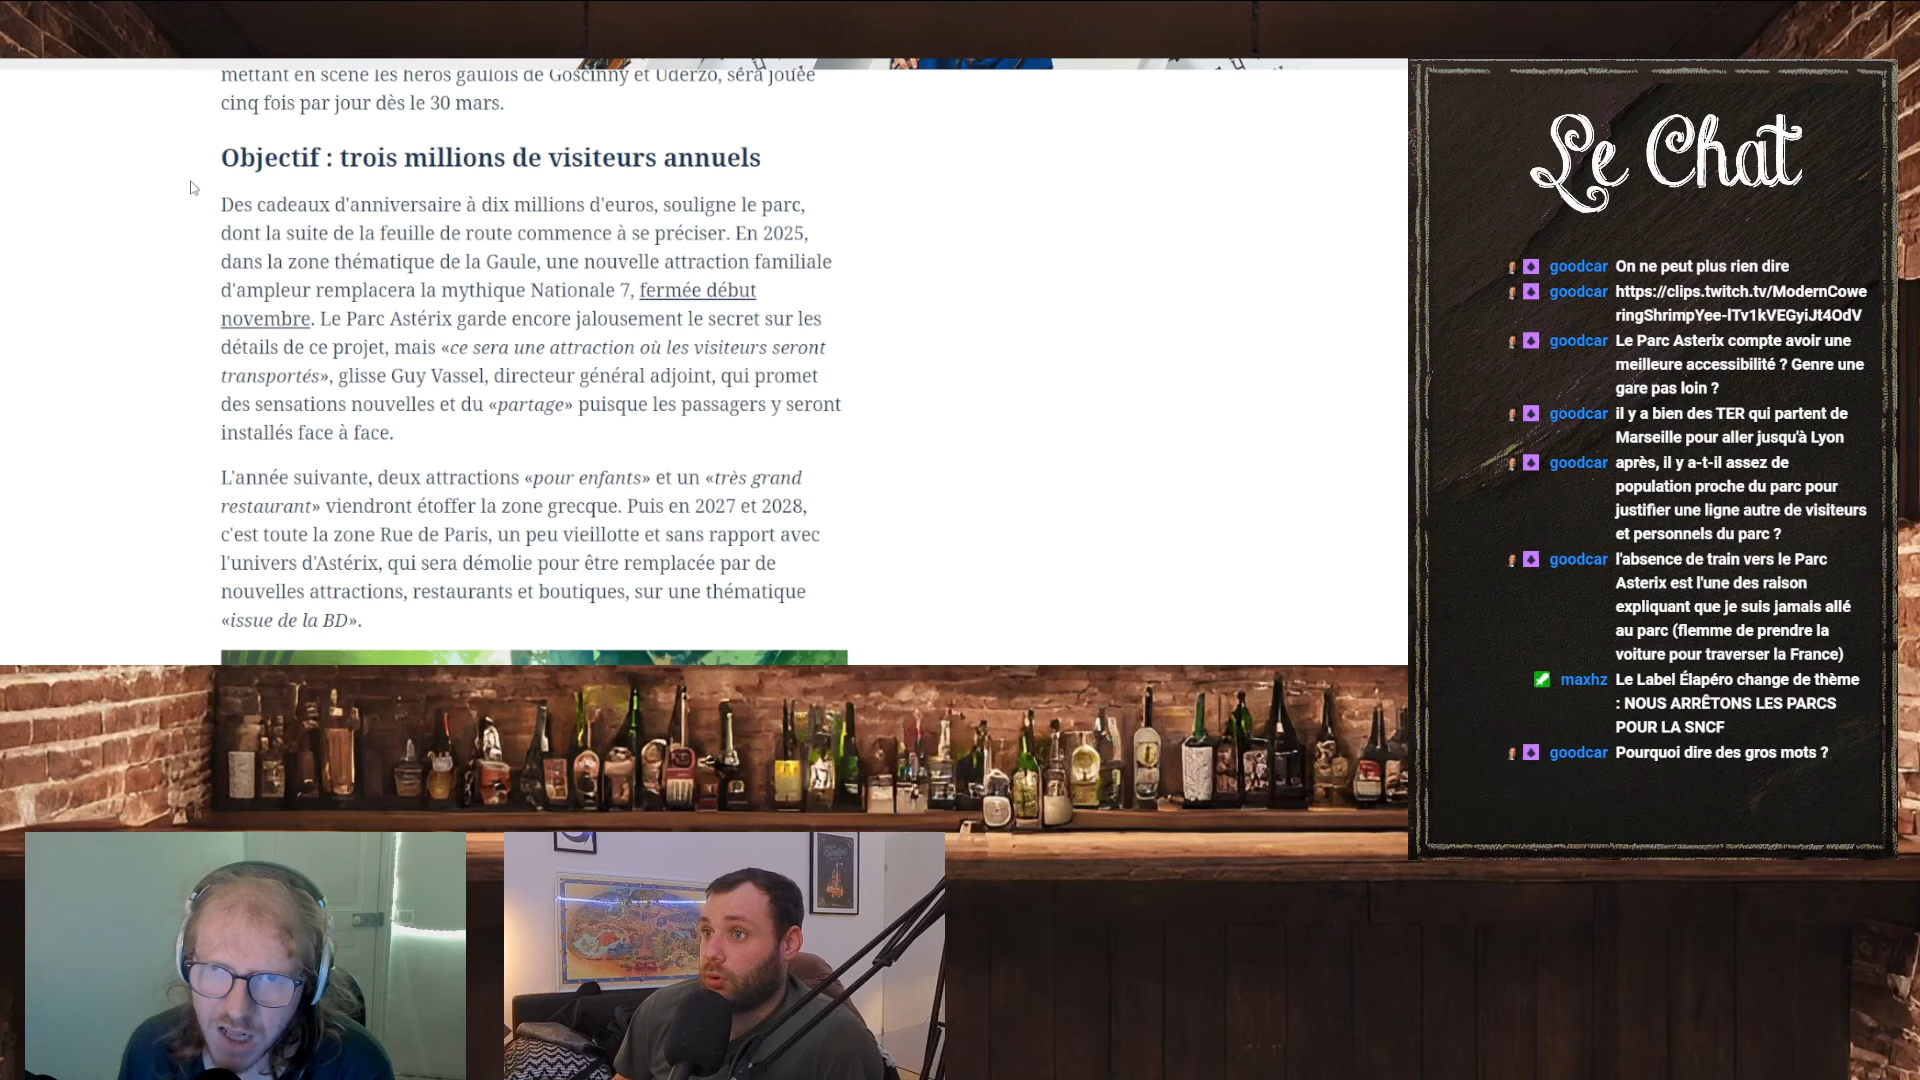 mettant en scène les héros gaulois de Goscinny et Uderzo, sera jouée
cinq fois par jour dès le 30 mars.
Objectif : trois millions de visiteurs annuels
Des cadeaux d'anniversaire à dix millions d'euros, souligne le parc,
dont la suite de la feuille de route commence à se préciser. En 2025,
dans la zone thématique de la Gaule, une nouvelle attraction familiale
d'ampleur remplacera la mythique Nationale 7, fermée début
novembre. Le Parc Astérix garde encore jalousement le secret sur les
détails de ce projet, mais «ce sera une attraction où les visiteurs seront
transportés», glisse Guy Vassel, directeur général adjoint, qui promet
des sensations nouvelles et du «partage» puisque les passagers y seront
installés face à face.
L'année suivante, deux attractions «pour enfants» et un «très grand
restaurant» viendront étoffer la zone grecque. Puis en 2027 et 2028,
c'est toute la zone Rue de Paris, un peu vieillotte et sans rapport avec
l'univers d'Astérix, qui sera démolie pour être remplacée par de
nouvelles attractions, restaurants et boutiques, sur une thématique
«issue de la BD».
Le Chat
goodcar On ne peut plus rien dire
goodcar https://clips.twitch.tv/ModernCowe
ringShrimpYee-lTv1kVEGyiJt4OdV
goodcar Le Parc Asterix compte avoir une
meilleure accessibilité ? Genre une
gare pas loin ?
goodcar il y a bien des TER qui partent de
Marseille pour aller jusqu'à Lyon
goodcar après, il y a-t-il assez de
population proche du parc pour
justifier une ligne autre de visiteurs
et personnels du parc ?
goodcar l'absence de train vers le Parc
Asterix est l'une des raison
expliquant que je suis jamais allé
au parc (flemme de prendre la
voiture pour traverser la France)
maxhz Le Label Élapéro change de thème
: NOUS ARRÊTONS LES PARCS
POUR LA SNCF
goodcar Pourquoi dire des gros mots ?